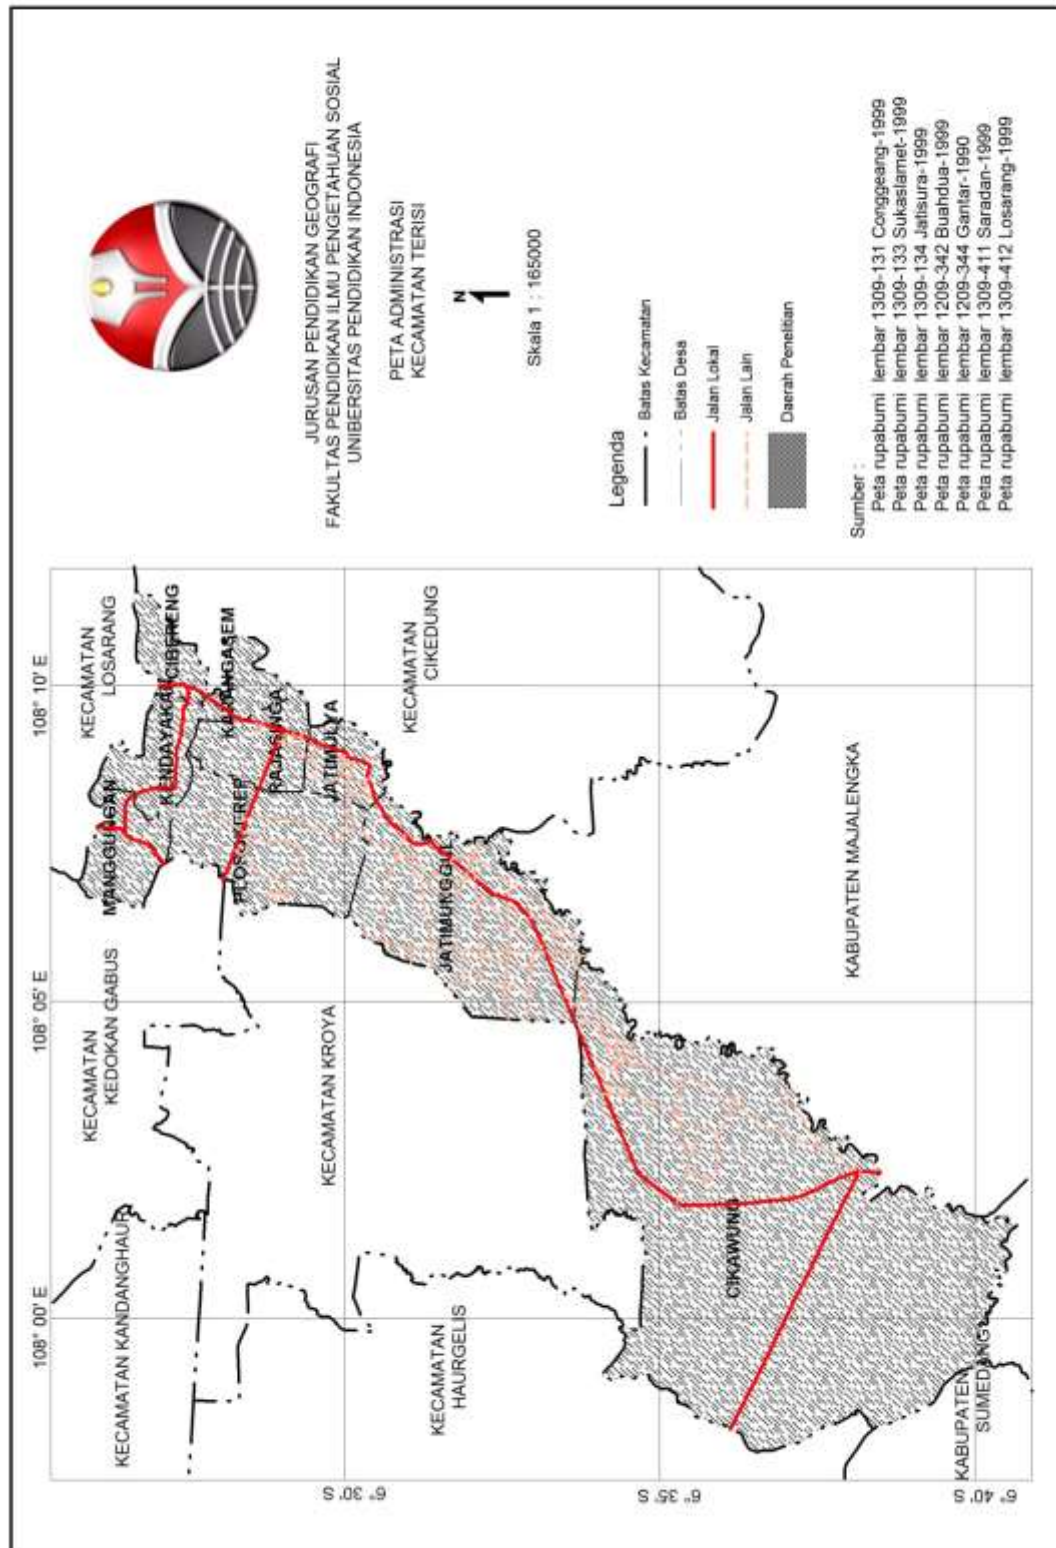 JURUSAN PENDIDIKAN GEOGRAFI
FAKULTAS PENDIDIKAN ILMU PENGETAHUAN SOSIAL
UNIBERSITAS PENDIDIKAN INDONESIA
PETA ADMINISTRASI
KECAMATAN TERISI
N
Skala 1 : 165000
Legenda
Batas Kecamatan
Batas Desa
Jalan Lokal
Jalan Lain
Daerah Penelitian
Sumber :
Peta rupabumi lembar 1309-131 Conggeang-1999
Peta rupabumi lembar 1309-133 Sukaslamet-1999
Peta rupabumi lembar 1309-134 Jatisura-1999
Peta rupabumi lembar 1209-342 Buahdua-1999
Peta rupabumi lembar 1209-344 Gantar-1990
Peta rupabumi lembar 1309-411 Saradan-1999
Peta rupabumi lembar 1309-412 Losarang-1999
108° 00' E
108° 05' E
108° 10' E
KECAMATAN KANDANGHAUR
KECAMATAN
KEDOKAN GABUS
KECAMATAN
LOSARANG
MANGGUNGAN
KENDAYAKAN
CIBERENG
KARANGASEM
PLOSOKEREP
RAJASINGA
JATIMULYA
KECAMATAN KROYA
KECAMATAN
CIKEDUNG
KECAMATAN
HAURGELIS
JATIMUNGGUL
CIKAWUNG
KABUPATEN MAJALENGKA
KABUPATEN
SUMEDANG
6° 30' S
6° 35' S
6° 40' S